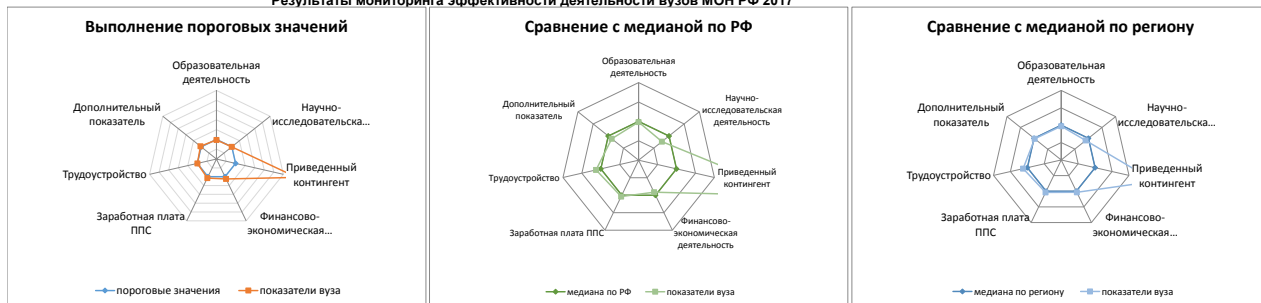 Результаты мониторинга эффективности деятельности вузов МОН РФ 2017
Выполнение пороговых значений
Образовательная
деятельность
Научно-
исследовательска...
Приведенный
контингент
Финансово-
экономическая...
Заработная плата
ППС
Трудоустройство
Дополнительный
показатель
пороговые значения
показатели вуза
Сравнение с медианой по РФ
Образовательная
деятельность
Научно-
исследовательская
деятельность
Приведенный
контингент
Финансово-
экономическая
деятельность
Заработная плата ППС
Трудоустройство
Дополнительный
показатель
медиана по РФ
показатели вуза
Сравнение с медианой по региону
Образовательная
деятельность
Научно-
исследовательска...
Приведенный
контингент
Финансово-
экономическая...
Заработная плата
ППС
Трудоустройство
Дополнительный
показатель
медиана по региону
показатели вуза